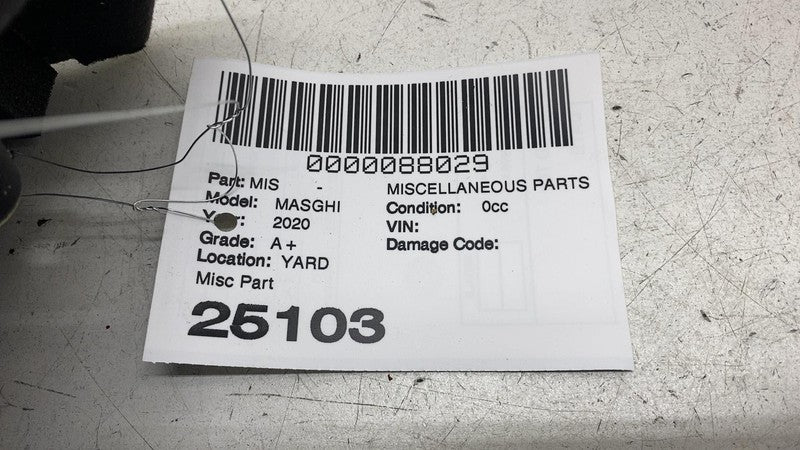 0000088029
Part: MIS - MISCELLANEOUS PARTS
Model: MASGHI Condition: 0cc
Year: 2020 VIN:
Grade: A+ Damage Code:
Location: YARD
Misc Part
25103